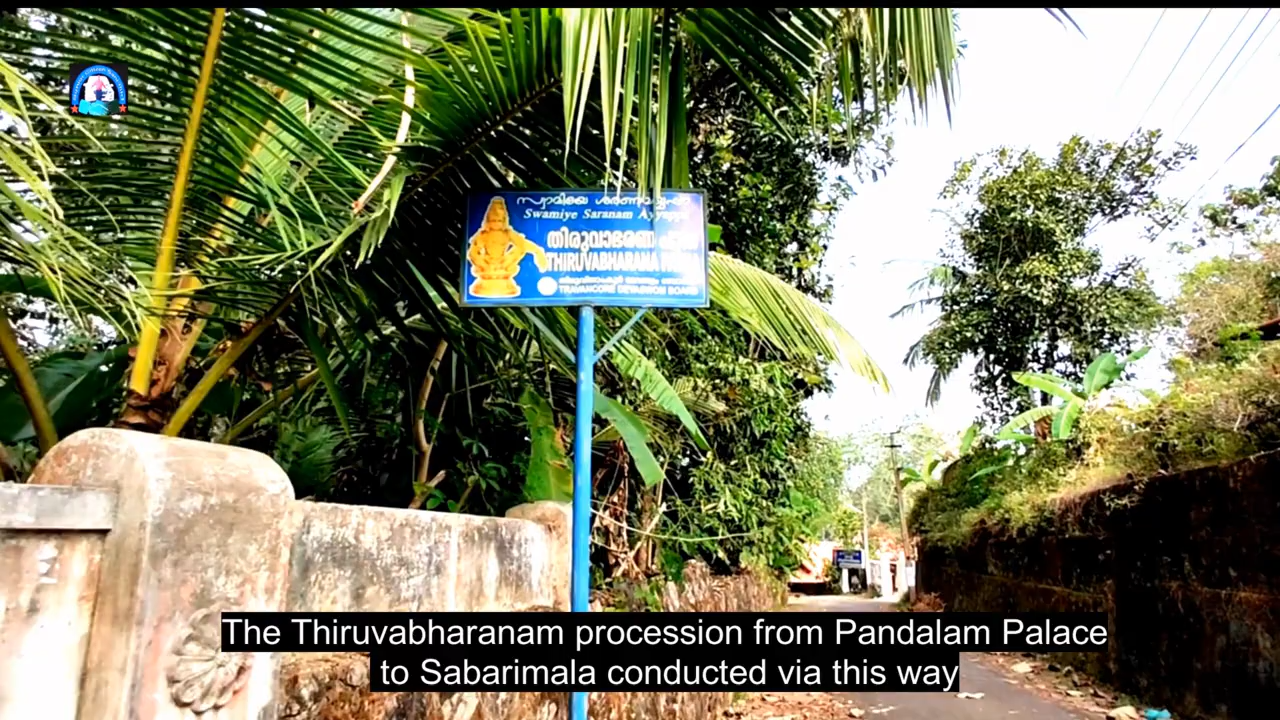 സ്വാമിയേ ശരണമയ്യപ്പാ
Swamiye Saranam Ayyappa
തിരുവാഭരണ
THIRUVABHARANA
TRAVANCORE DEVASWOM BOARD
The Thiruvabharanam procession from Pandalam Palace
to Sabarimala conducted via this way